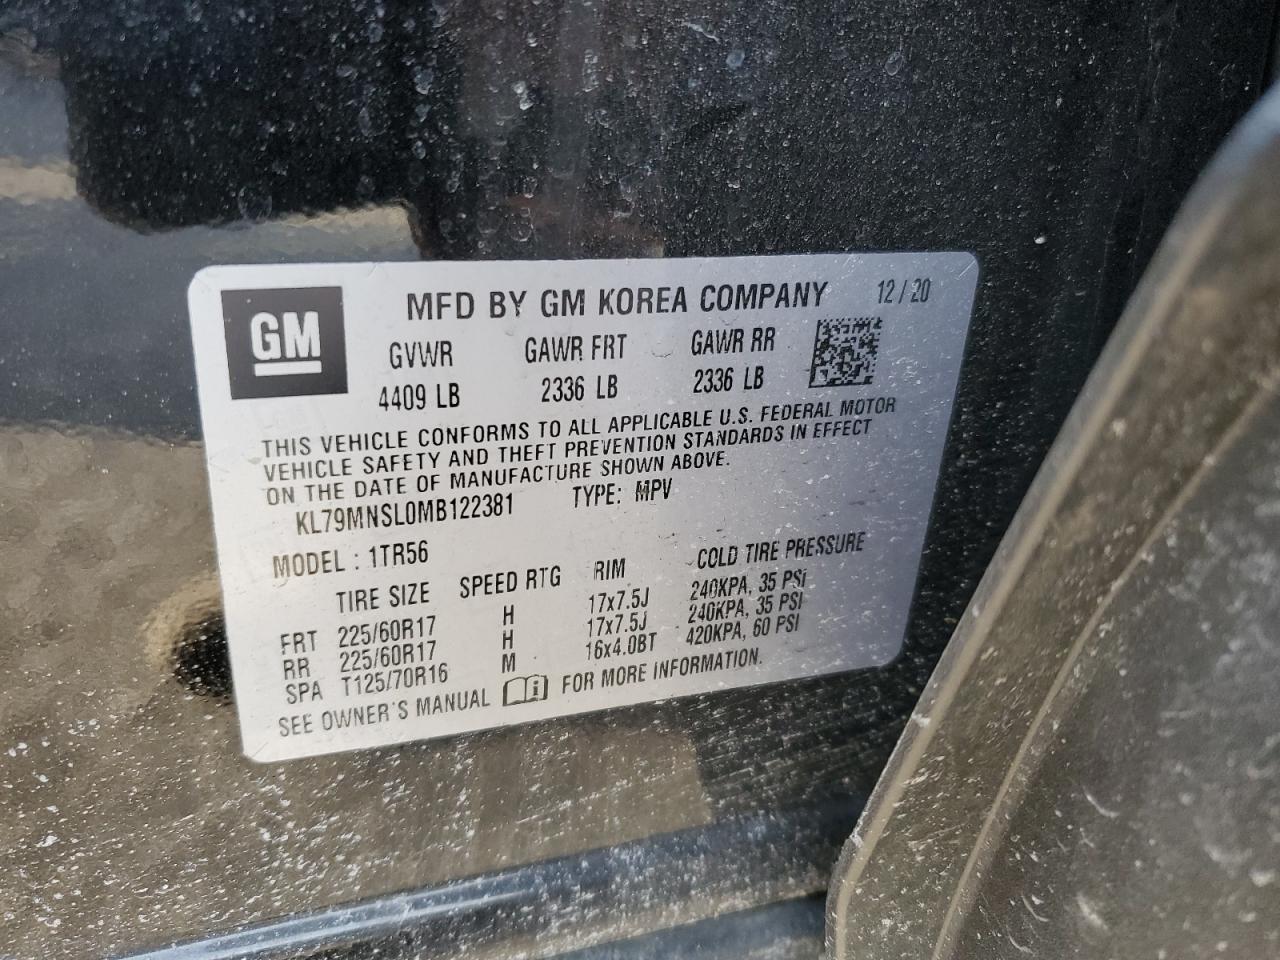 GM
MFD BY GM KOREA COMPANY 12/20
GVWR GAWR FRT GAWR RR
4409 LB 2336 LB 2336 LB
THIS VEHICLE CONFORMS TO ALL APPLICABLE U.S. FEDERAL MOTOR
VEHICLE SAFETY AND THEFT PREVENTION STANDARDS IN EFFECT
ON THE DATE OF MANUFACTURE SHOWN ABOVE.
KL79MNSL0MB122381 TYPE: MPV
MODEL : 1TR56
TIRE SIZE SPEED RTG RIM COLD TIRE PRESSURE
FRT 225/60R17 H 17x7.5J 240KPA, 35 PSI
RR 225/60R17 H 17x7.5J 240KPA, 35 PSI
SPA T125/70R16 M 16x4.0BT 420KPA, 60 PSI
SEE OWNER'S MANUAL i FOR MORE INFORMATION.